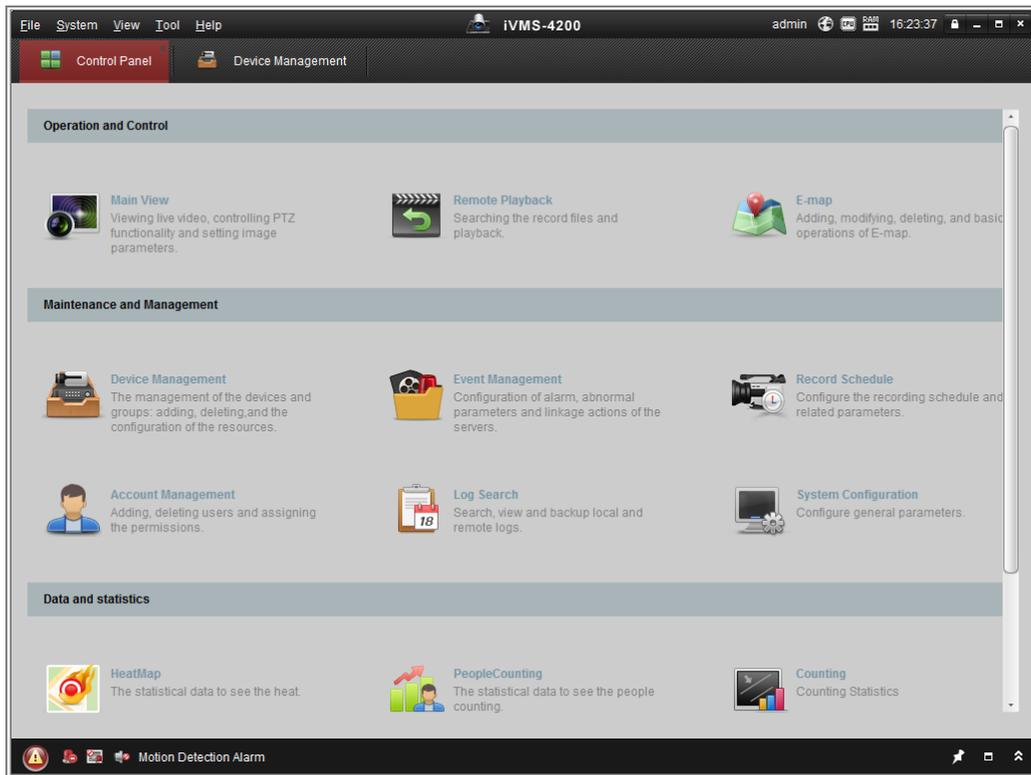 File System View Tool Help iVMS-4200 admin CPU RAM 16:23:37
Control Panel Device Management
Operation and Control
Main View
Viewing live video, controlling PTZ
functionality and setting image
parameters.
Remote Playback
Searching the record files and
playback.
E-map
Adding, modifying, deleting, and basic
operations of E-map.
Maintenance and Management
Device Management
The management of the devices and
groups: adding, deleting,and the
configuration of the resources.
Event Management
Configuration of alarm, abnormal
parameters and linkage actions of the
servers.
Record Schedule
Configure the recording schedule and
related parameters.
Account Management
Adding, deleting users and assigning
the permissions.
Log Search
Search, view and backup local and
remote logs.
18
System Configuration
Configure general parameters.
Data and statistics
HeatMap
The statistical data to see the heat.
PeopleCounting
The statistical data to see the people
counting.
Counting
Counting Statistics
Motion Detection Alarm